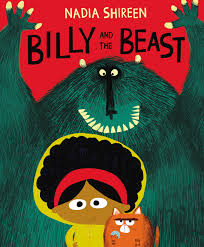 NADIA SHIREEN
BILLY AND THE BEAST